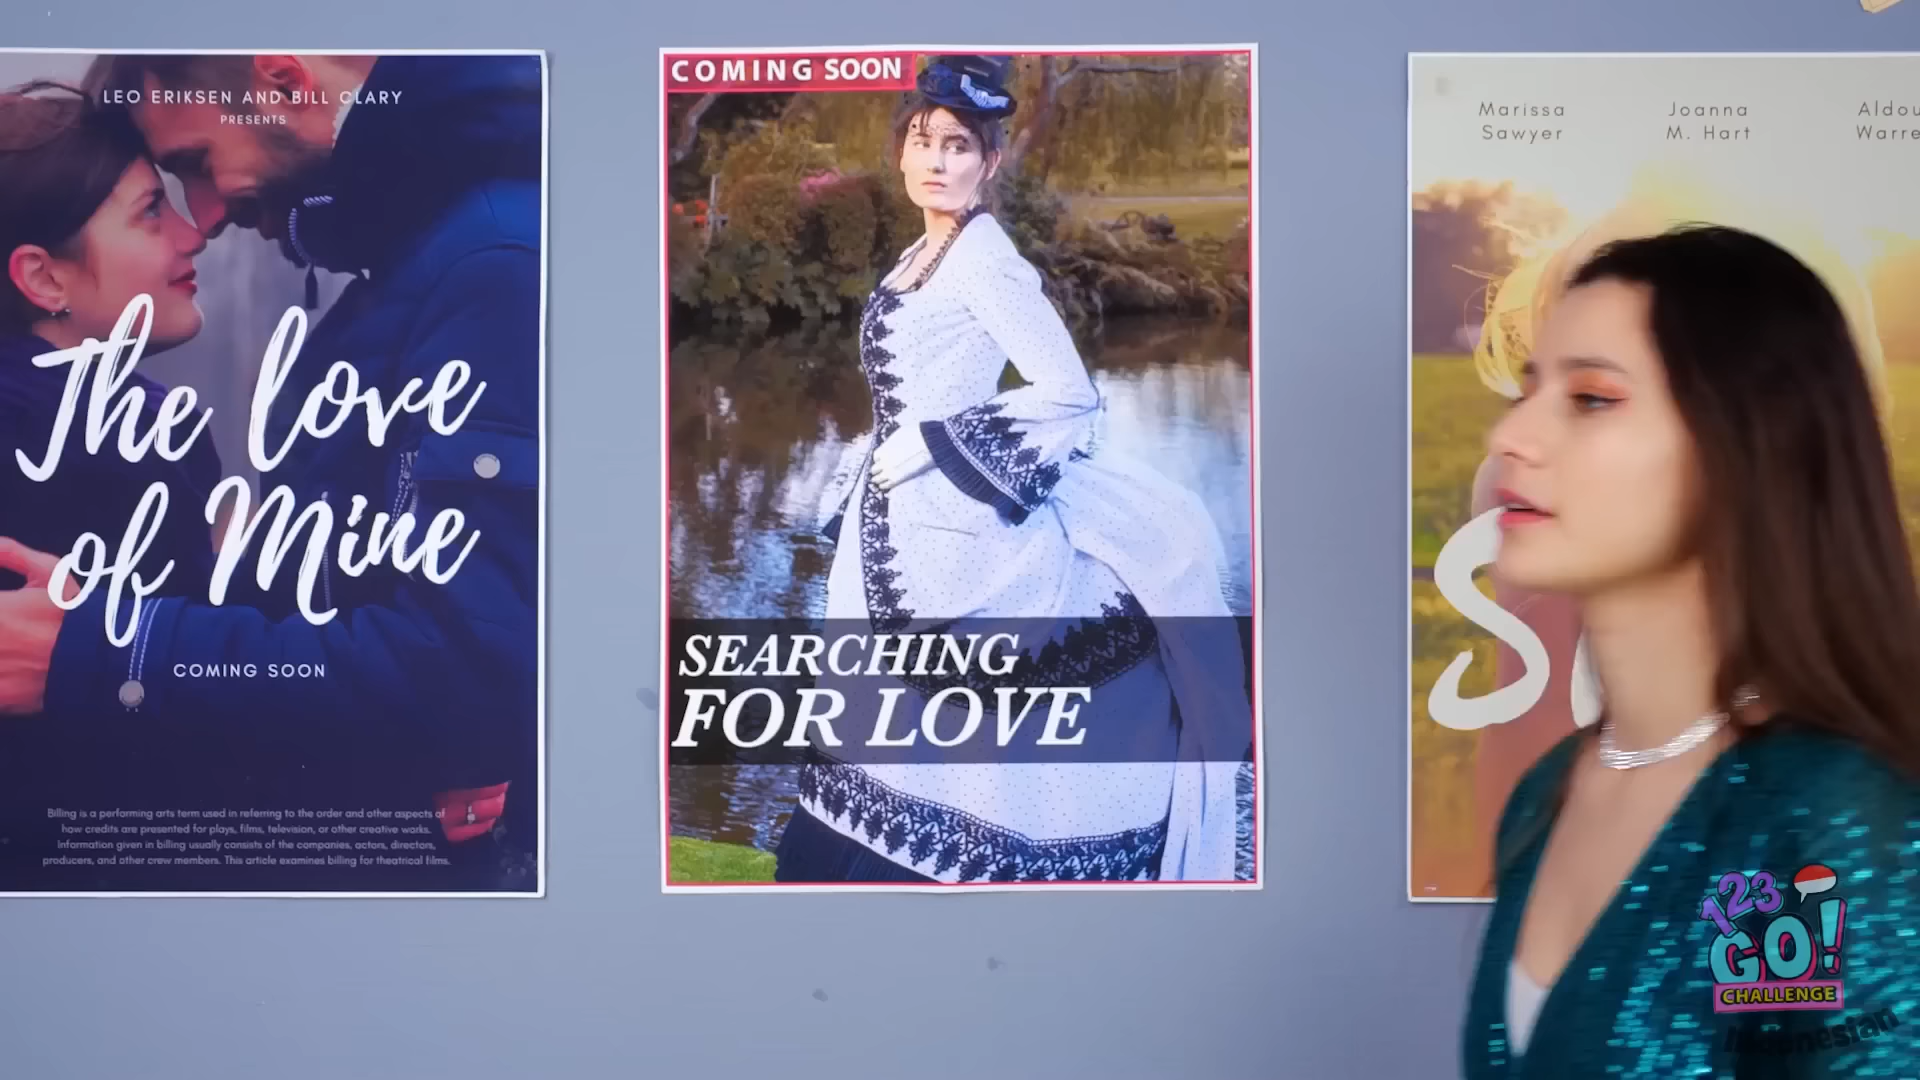 LEO ERIKSEN AND BILL CLARY
PRESENTS
The love
of Mine
COMING SOON
Billing is a performing arts term used in referring to the order and other aspects of
how credits are presented for plays, films, television, or other creative works.
Information given in billing usually consists of the companies, actors, directors,
producers, and other crew members. This article examines billing for theatrical films.
COMING SOON
SEARCHING
FOR LOVE
Marissa
Sawyer
Joanna
M. Hart
Aldou
Warre
S
123
GO!
CHALLENGE
Indonesian